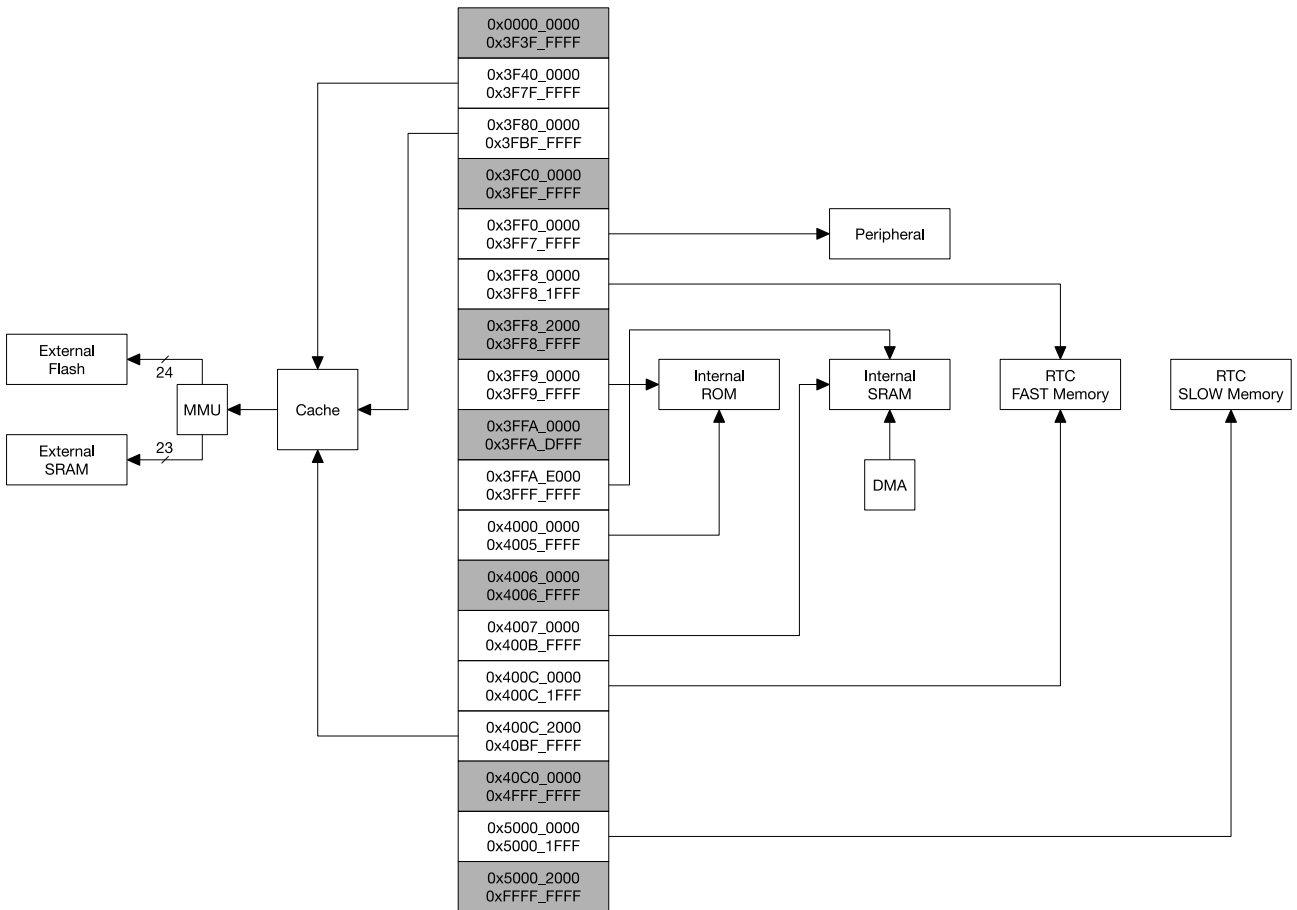 0x0000_0000
0x3F3F_FFFF
0x3F40_0000
0x3F7F_FFFF
0x3F80_0000
0x3FBF_FFFF
0x3FC0_0000
0x3FEF_FFFF
0x3FF0_0000
0x3FF7_FFFF
Peripheral
0x3FF8_0000
0x3FF8_1FFF
0x3FF8_2000
0x3FF8_FFFF
External
Flash
24
MMU
Cache
External
SRAM
23
0x3FF9_0000
0x3FF9_FFFF
Internal
ROM
Internal
SRAM
RTC
FAST Memory
RTC
SLOW Memory
0x3FFA_0000
0x3FFA_DFFF
0x3FFA_E000
0x3FFF_FFFF
DMA
0x4000_0000
0x4005_FFFF
0x4006_0000
0x4006_FFFF
0x4007_0000
0x400B_FFFF
0x400C_0000
0x400C_1FFF
0x400C_2000
0x40BF_FFFF
0x40C0_0000
0x4FFF_FFFF
0x5000_0000
0x5000_1FFF
0x5000_2000
0xFFFF_FFFF